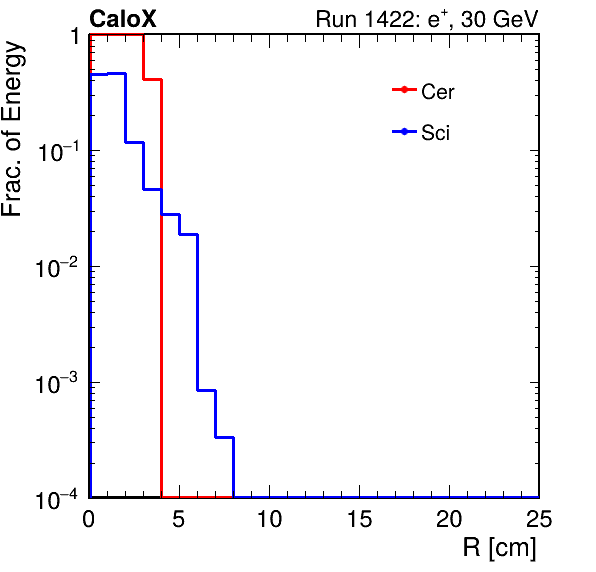 CaloX Run 1422: e⁺, 30 GeV
Frac. of Energy
1
10⁻¹
10⁻²
10⁻³
10⁻⁴
Cer
Sci
0 5 10 15 20 25
R [cm]